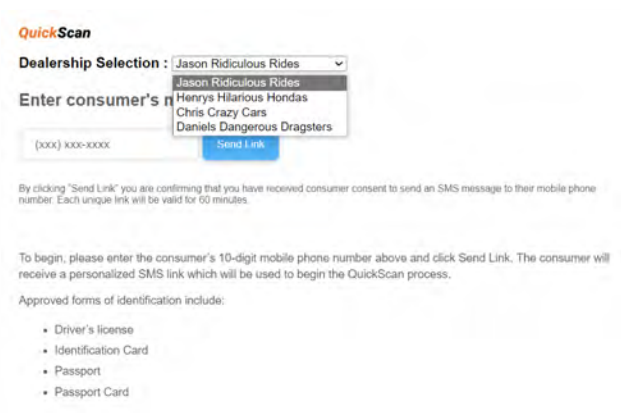 QuickScan
Dealership Selection : Jason Ridiculous Rides
Jason Ridiculous Rides
Enter consumer's
Henrys Hilarious Hondas
Chris Crazy Cars
Daniels Dangerous Dragsters
(xxx) xxx-xxxx Send Link
By clicking "Send Link" you are confirming that you have received consumer consent to send an SMS message to their mobile phone
number. Each unique link will be valid for 60 minutes.
To begin, please enter the consumer's 10-digit mobile phone number above and click Send Link. The consumer will
receive a personalized SMS link which will be used to begin the QuickScan process.
Approved forms of identification include:
• Driver's license
• Identification Card
• Passport
• Passport Card